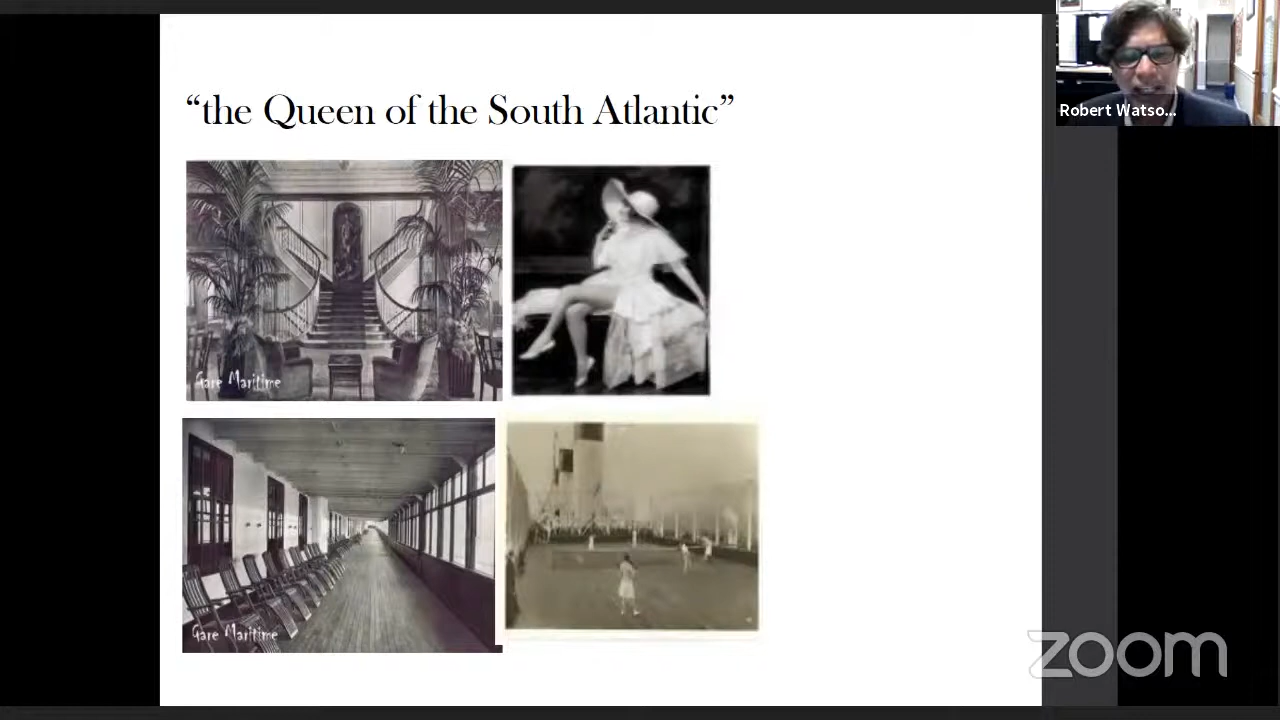 “the Queen of the South Atlantic”
Robert Watso...
Gare Maritime
Gare Maritime
zoom